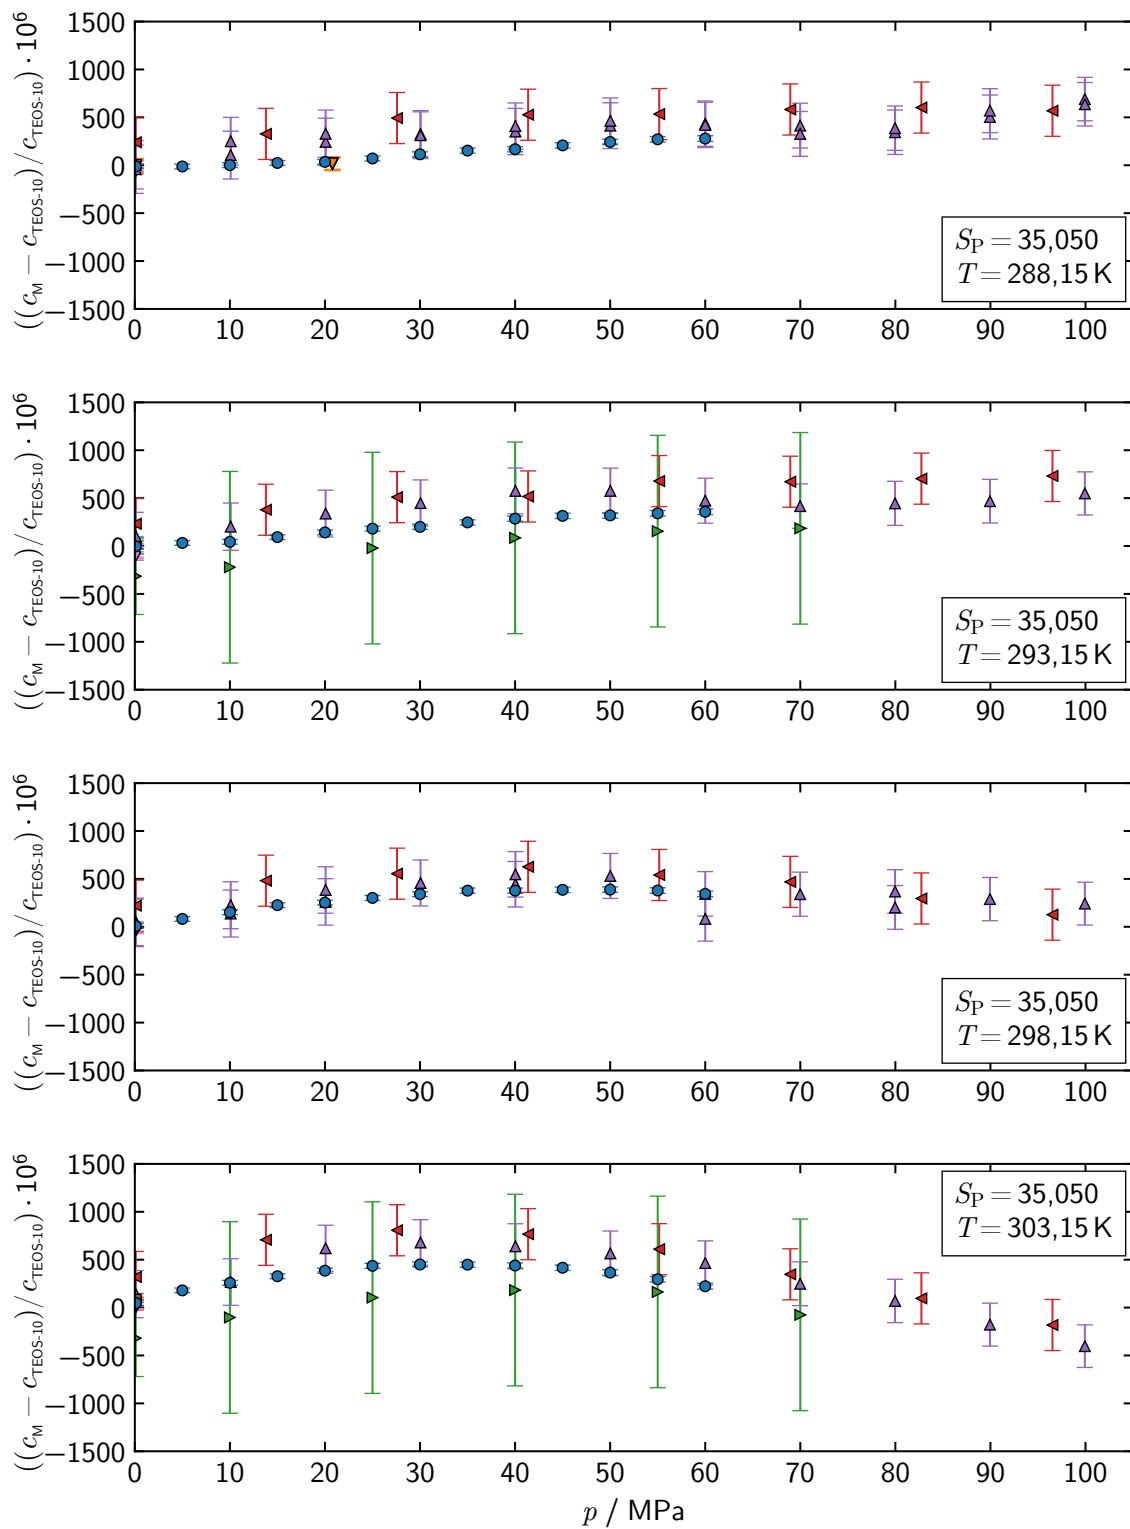 1500
1000
500
0
−500
−1000
−1500
((c_M − c_TEOS-10)/c_TEOS-10) · 10^6
S_P = 35,050
T = 288,15 K
0 10 20 30 40 50 60 70 80 90 100
1500
1000
500
0
−500
−1000
−1500
((c_M − c_TEOS-10)/c_TEOS-10) · 10^6
S_P = 35,050
T = 293,15 K
0 10 20 30 40 50 60 70 80 90 100
1500
1000
500
0
−500
−1000
−1500
((c_M − c_TEOS-10)/c_TEOS-10) · 10^6
S_P = 35,050
T = 298,15 K
0 10 20 30 40 50 60 70 80 90 100
1500
1000
500
0
−500
−1000
−1500
((c_M − c_TEOS-10)/c_TEOS-10) · 10^6
S_P = 35,050
T = 303,15 K
0 10 20 30 40 50 60 70 80 90 100
p / MPa